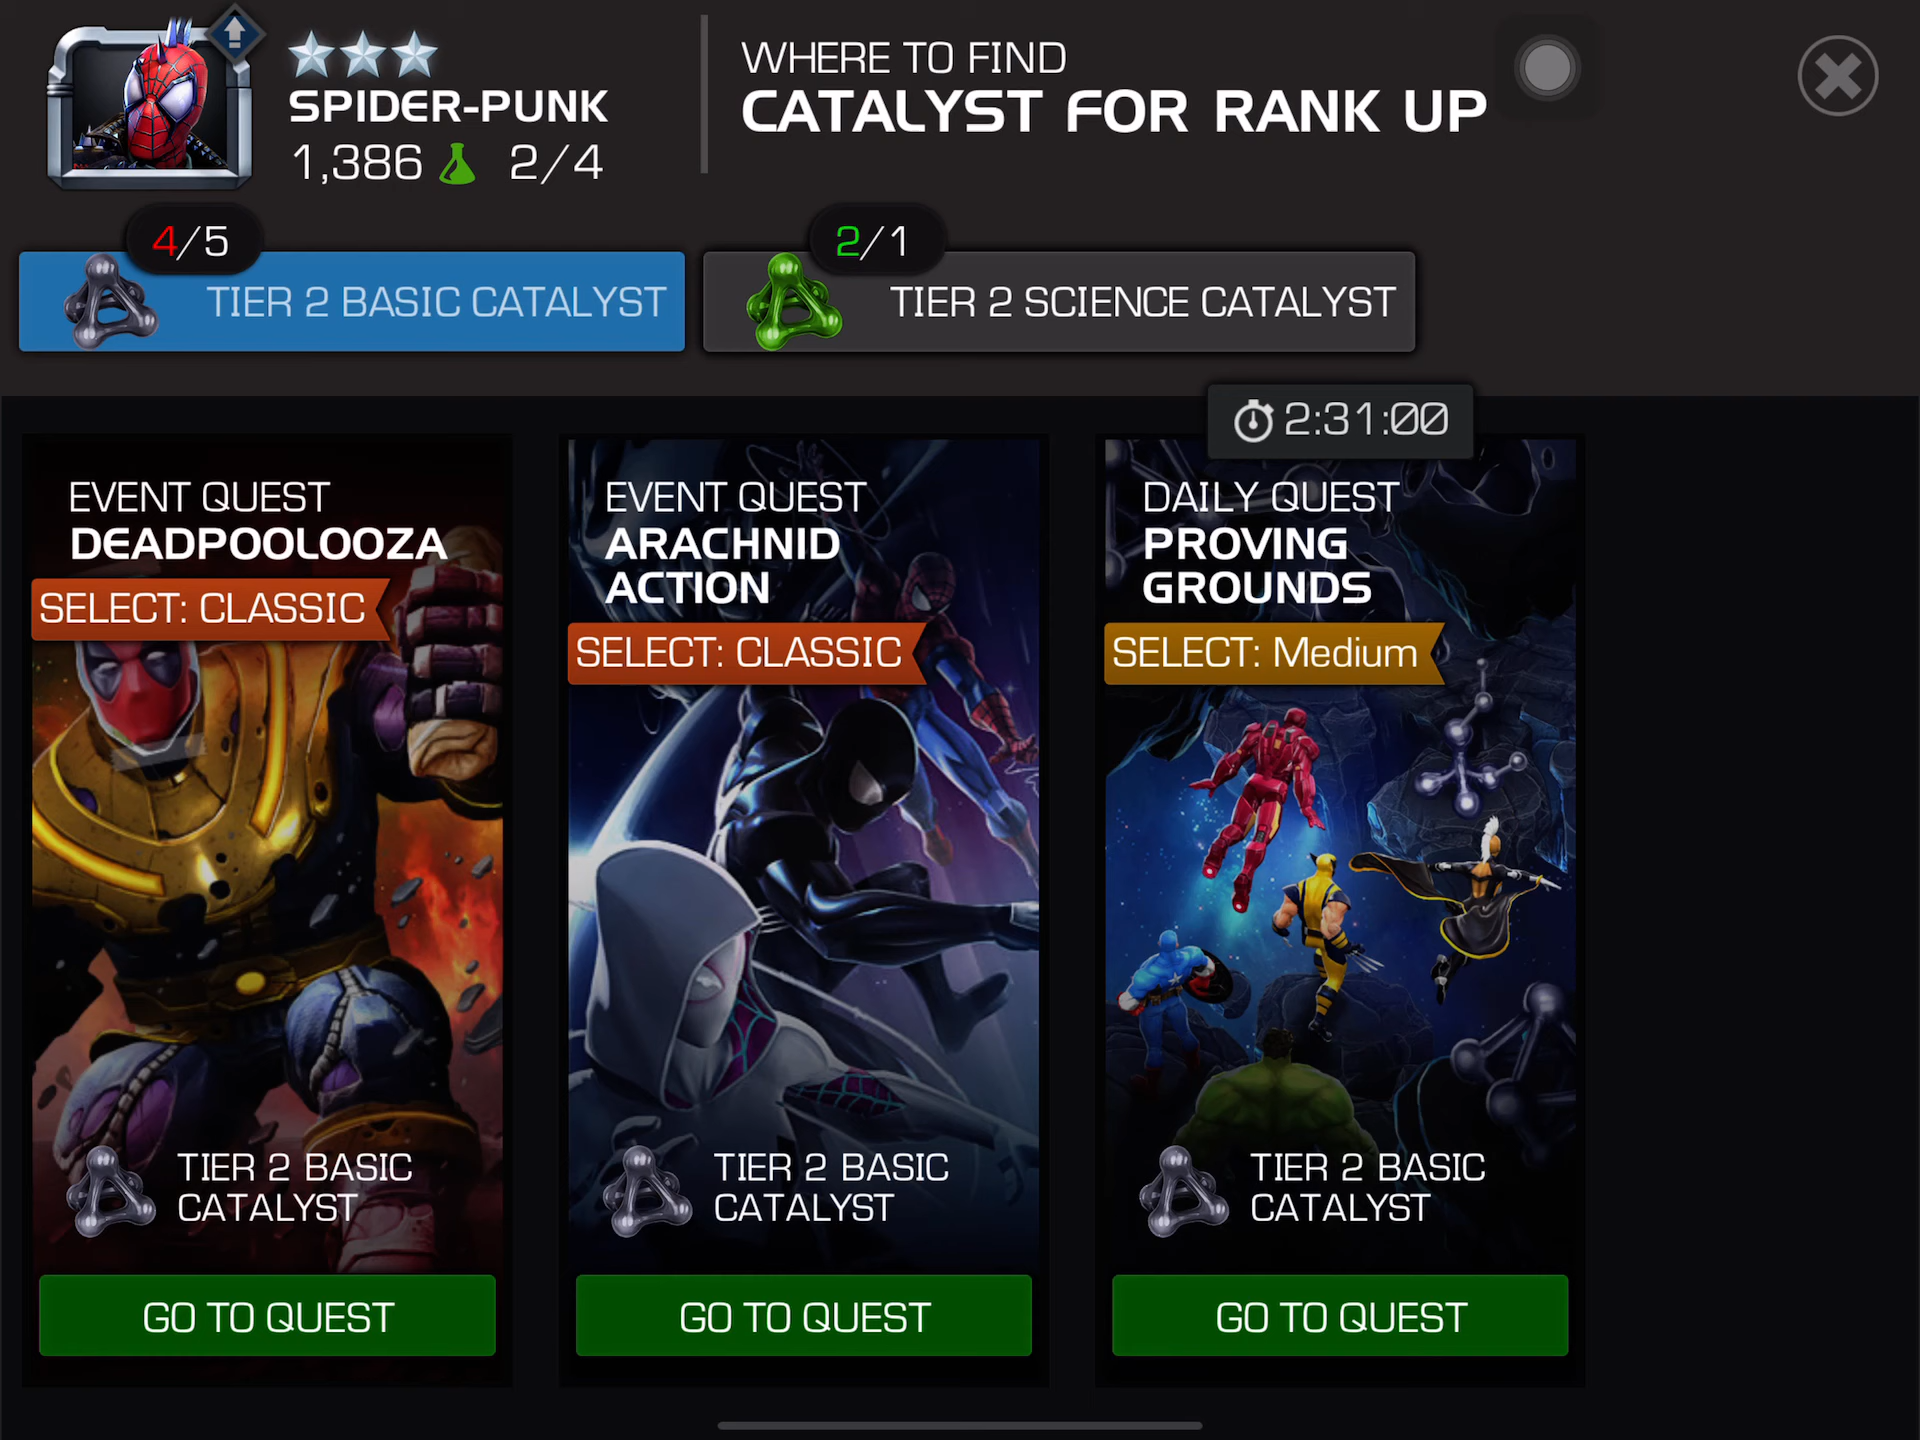 SPIDER-PUNK
1,386 2/4
WHERE TO FIND
CATALYST FOR RANK UP
4/5
TIER 2 BASIC CATALYST
2/1
TIER 2 SCIENCE CATALYST
EVENT QUEST
DEADPOOLOOZA
SELECT: CLASSIC
TIER 2 BASIC
CATALYST
GO TO QUEST
EVENT QUEST
ARACHNID
ACTION
SELECT: CLASSIC
TIER 2 BASIC
CATALYST
GO TO QUEST
2:31:00
DAILY QUEST
PROVING
GROUNDS
SELECT: Medium
TIER 2 BASIC
CATALYST
GO TO QUEST